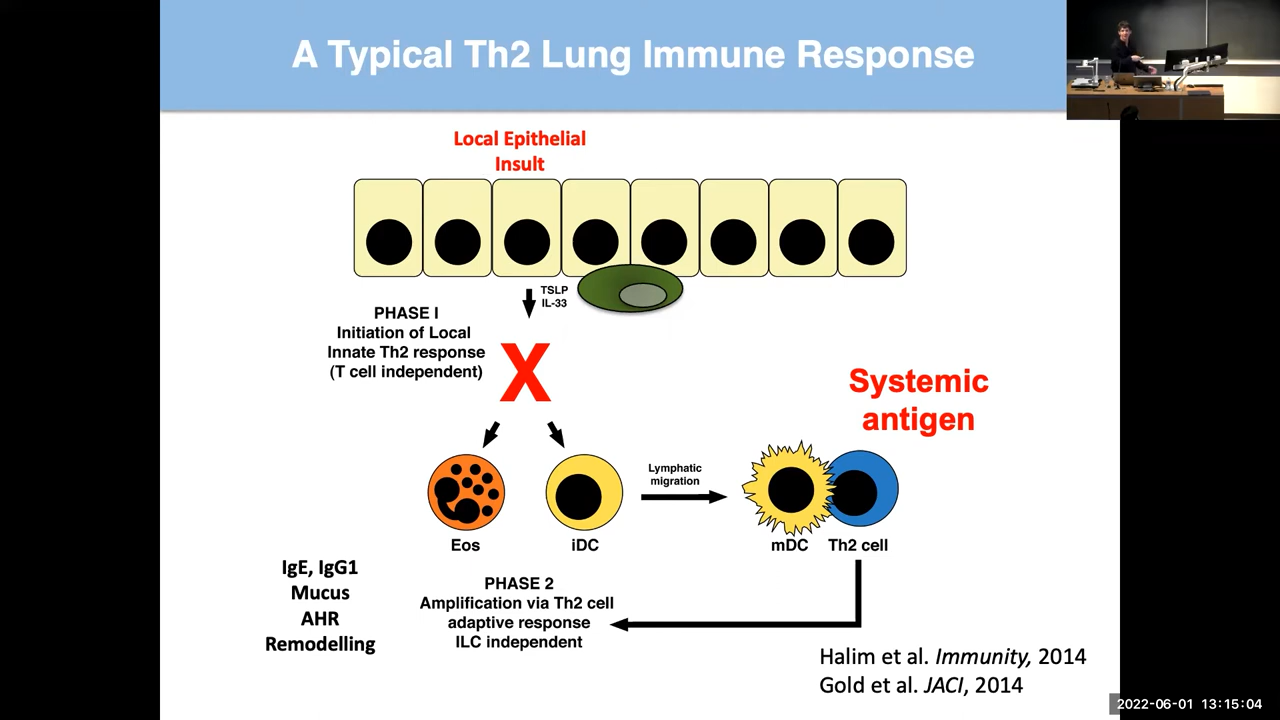 A Typical Th2 Lung Immune Response
Local Epithelial
Insult
TSLP
IL-33
PHASE I
Initiation of Local
Innate Th2 response
(T cell independent)
X
Systemic
antigen
Lymphatic
migration
Eos
iDC
mDC
Th2 cell
IgE, IgG1
Mucus
AHR
Remodelling
PHASE 2
Amplification via Th2 cell
adaptive response
ILC independent
Halim et al. Immunity, 2014
Gold et al. JACI, 2014
2022-06-01 13:15:04